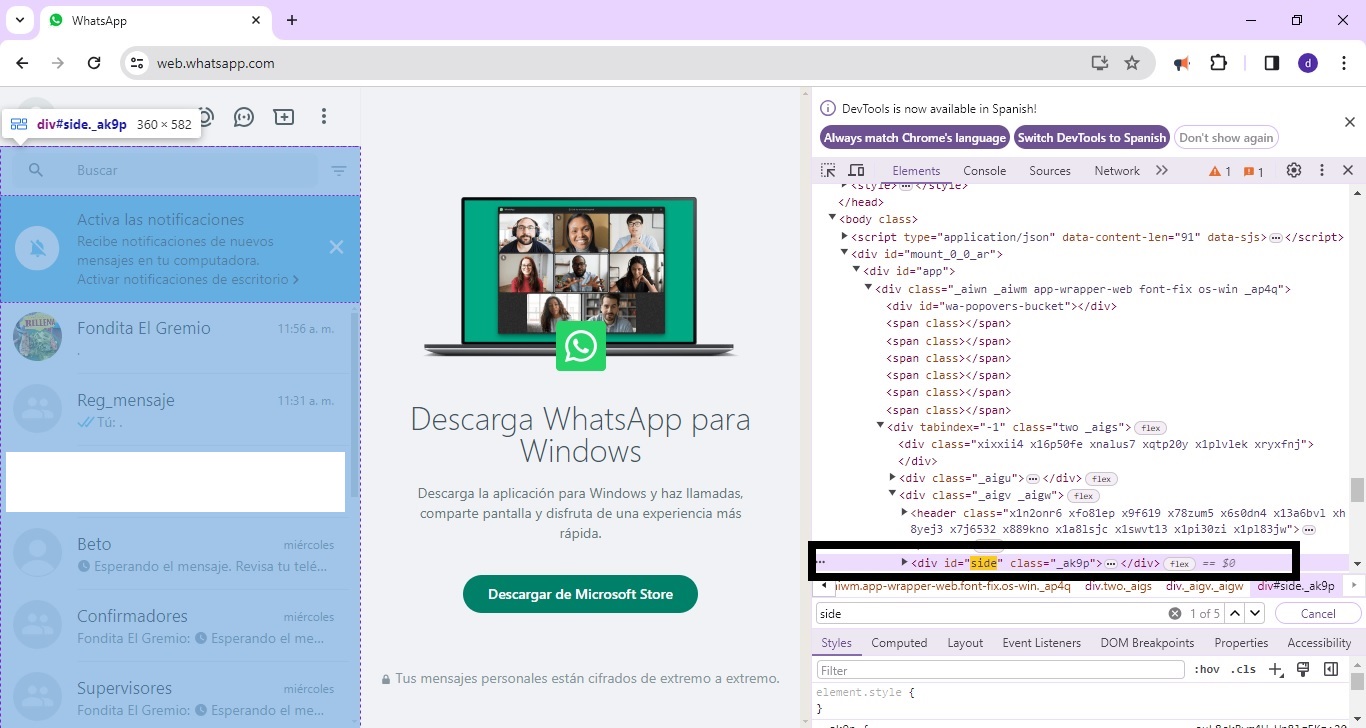 WhatsApp
web.whatsapp.com
d
div#side._ak9p 360 × 582
Buscar
Activa las notificaciones
Recibe notificaciones de nuevos
mensajes en tu computadora.
Activar notificaciones de escritorio >
Fondita El Gremio 11:56 a. m.
.
Reg_mensaje 11:31 a. m.
Tú: .
Beto miércoles
Esperando el mensaje. Revisa tu telé...
Confirmadores miércoles
Fondita El Gremio: Esperando el me...
Supervisores miércoles
Fondita El Gremio: Esperando el me...
Descarga WhatsApp para
Windows
Descarga la aplicación para Windows y haz llamadas,
comparte pantalla y disfruta de una experiencia más
rápida.
Descargar de Microsoft Store
Tus mensajes personales están cifrados de extremo a extremo.
DevTools is now available in Spanish!
Always match Chrome's language Switch DevTools to Spanish Don't show again
Elements Console Sources Network 1 1
<style>…</style>
</head>
<body class>
<script type="application/json" data-content-len="91" data-sjs>…</script>
<div id="mount_0_0_ar">
<div id="app">
<div class="_aiwn _aiwm app-wrapper-web font-fix os-win _ap4q">
<div id="wa-popovers-bucket"></div>
<span class></span>
<span class></span>
<span class></span>
<span class></span>
<span class></span>
<span class></span>
<div tabindex="-1" class="two _aigs"> flex
<div class="xixxii4 x16p50fe xnalus7 xqtp20y x1plvlek xryxfnj">
</div>
<div class="_aigu">…</div> flex
<div class="_aigv _aigw"> flex
<header class="x1n2onr6 xfo81ep x9f619 x78zum5 x6s0dn4 x13a6bvl xh
8yej3 x7j6532 x889kno x1a8lsjc x1swvt13 x1pi30zi x1pl83jw">…
… <div id="side" class="_ak9p">…</div> flex == $0
iwm.app-wrapper-web.font-fix.os-win._ap4q div.two._aigs div._aigv._aigw div#side._ak9p
side 1 of 5 Cancel
Styles Computed Layout Event Listeners DOM Breakpoints Properties Accessibility
Filter :hov .cls
element.style {
}